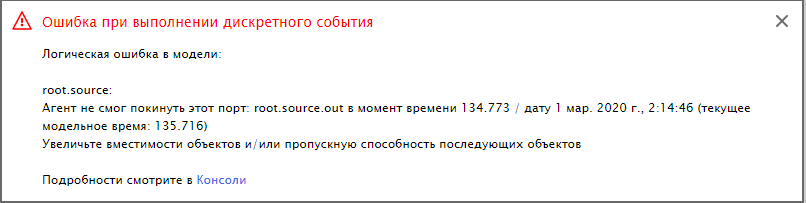 Ошибка при выполнении дискретного события
Логическая ошибка в модели:
root.source:
Агент не смог покинуть этот порт: root.source.out в момент времени 134.773 / дату 1 мар. 2020 г., 2:14:46 (текущее
модельное время: 135.716)
Увеличьте вместимости объектов и/или пропускную способность последующих объектов
Подробности смотрите в Консоли